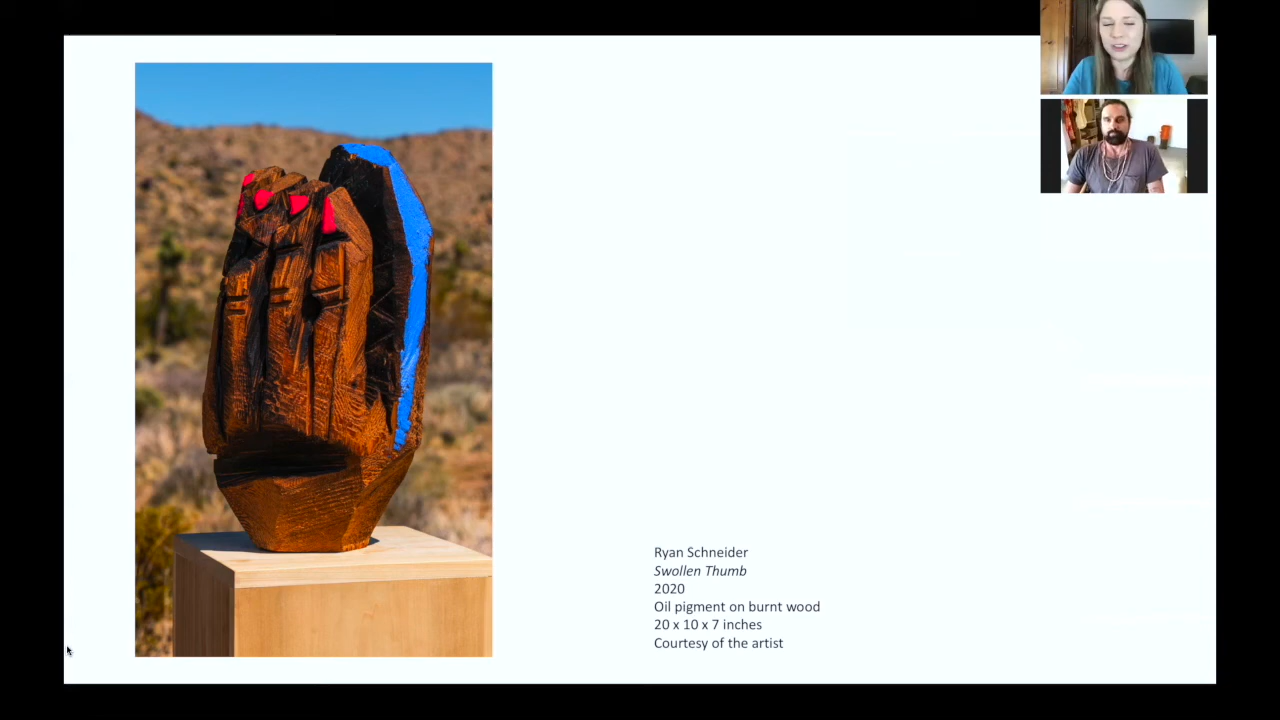 Ryan Schneider
Swollen Thumb
2020
Oil pigment on burnt wood
20 x 10 x 7 inches
Courtesy of the artist